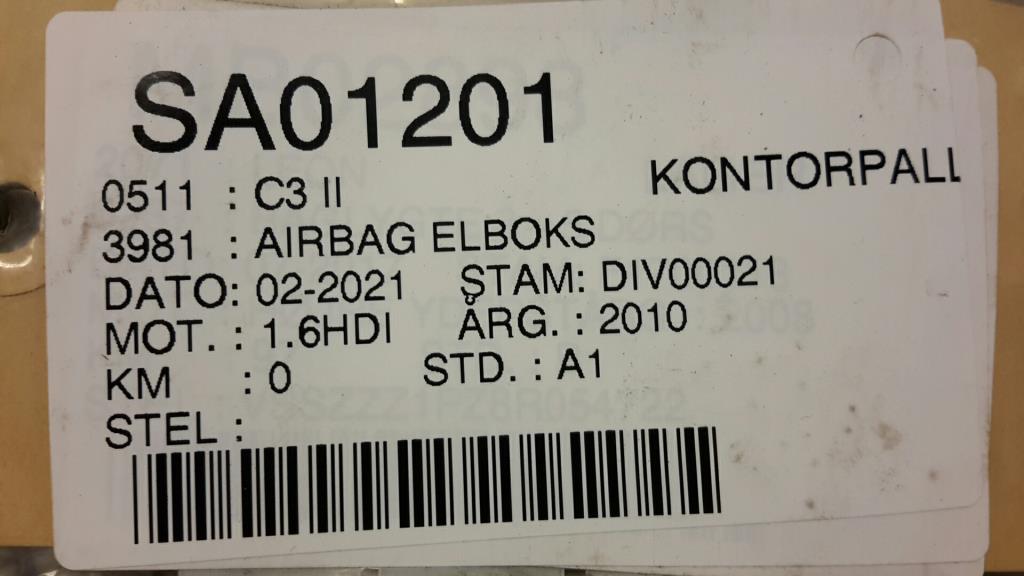 SA01201
0511 : C3 II
KONTORPALL
3981 : AIRBAG ELBOKS
DATO: 02-2021 STAM: DIV00021
MOT. : 1.6HDI ÅRG. : 2010
KM : 0 STD. : A1
STEL :